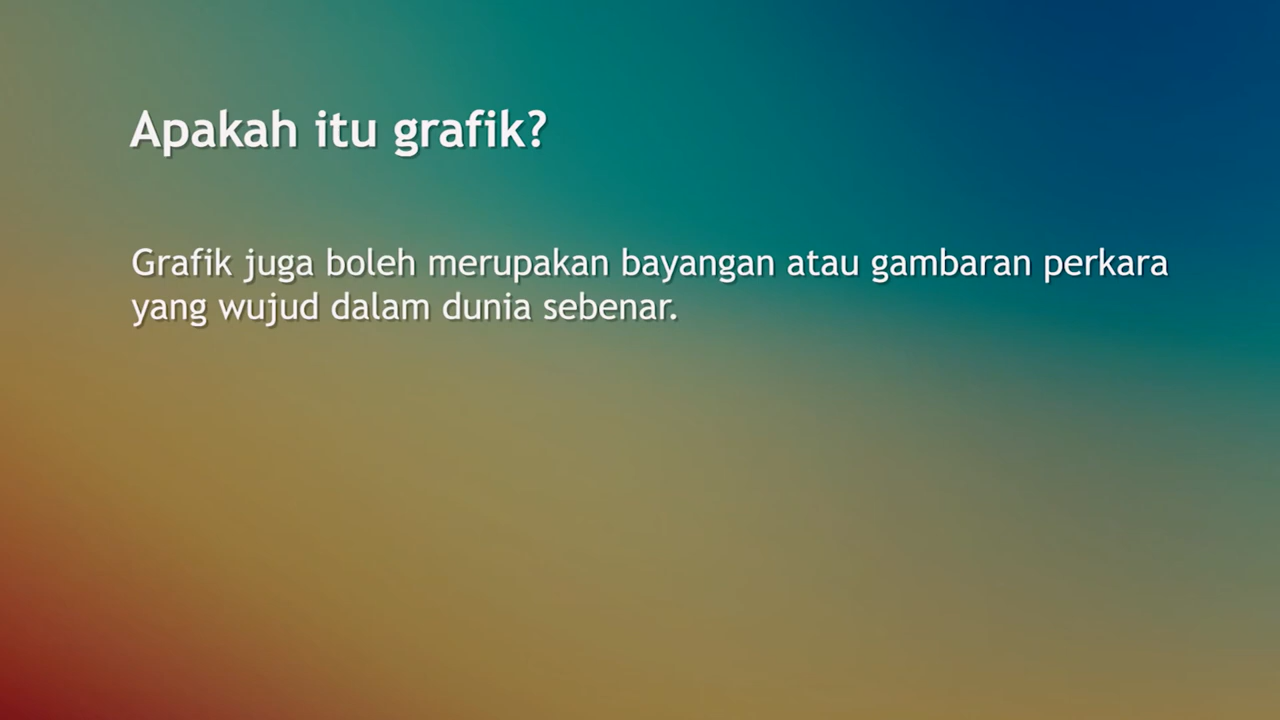 Apakah itu grafik?
Grafik juga boleh merupakan bayangan atau gambaran perkara
yang wujud dalam dunia sebenar.